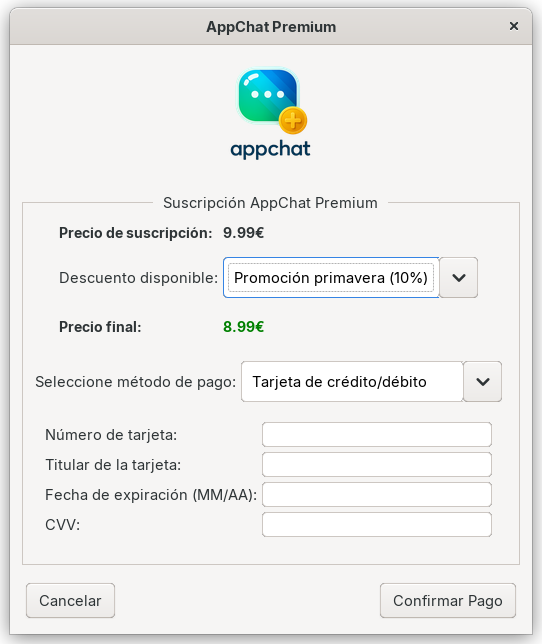 AppChat Premium
appchat
Suscripción AppChat Premium
Precio de suscripción: 9.99€
Descuento disponible: Promoción primavera (10%)
Precio final: 8.99€
Seleccione método de pago: Tarjeta de crédito/débito
Número de tarjeta:
Titular de la tarjeta:
Fecha de expiración (MM/AA):
CVV:
Cancelar Confirmar Pago